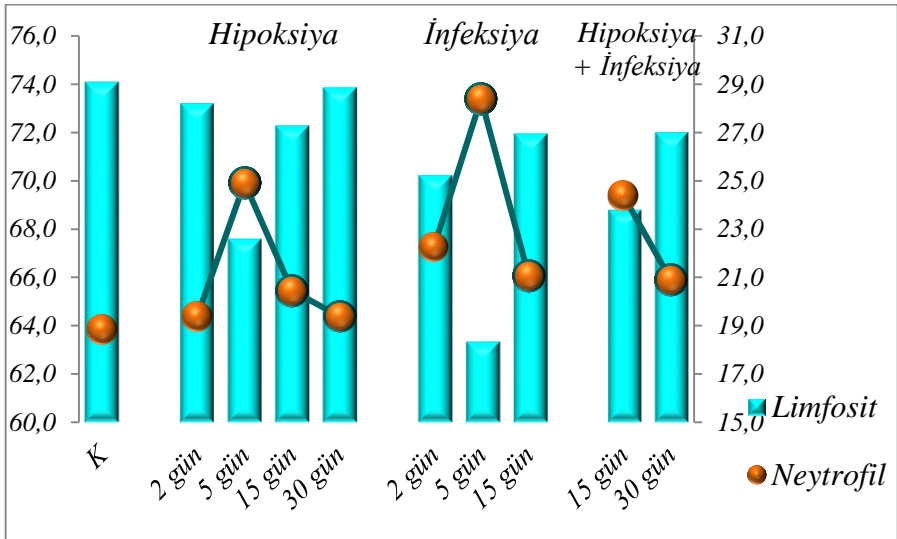 Hipoksiya
İnfeksiya
Hipoksiya
+ İnfeksiya
76,0
74,0
72,0
70,0
68,0
66,0
64,0
62,0
60,0
31,0
29,0
27,0
25,0
23,0
21,0
19,0
17,0
15,0
K
2 gün
5 gün
15 gün
30 gün
2 gün
5 gün
15 gün
15 gün
30 gün
Limfosit
Neytrofil